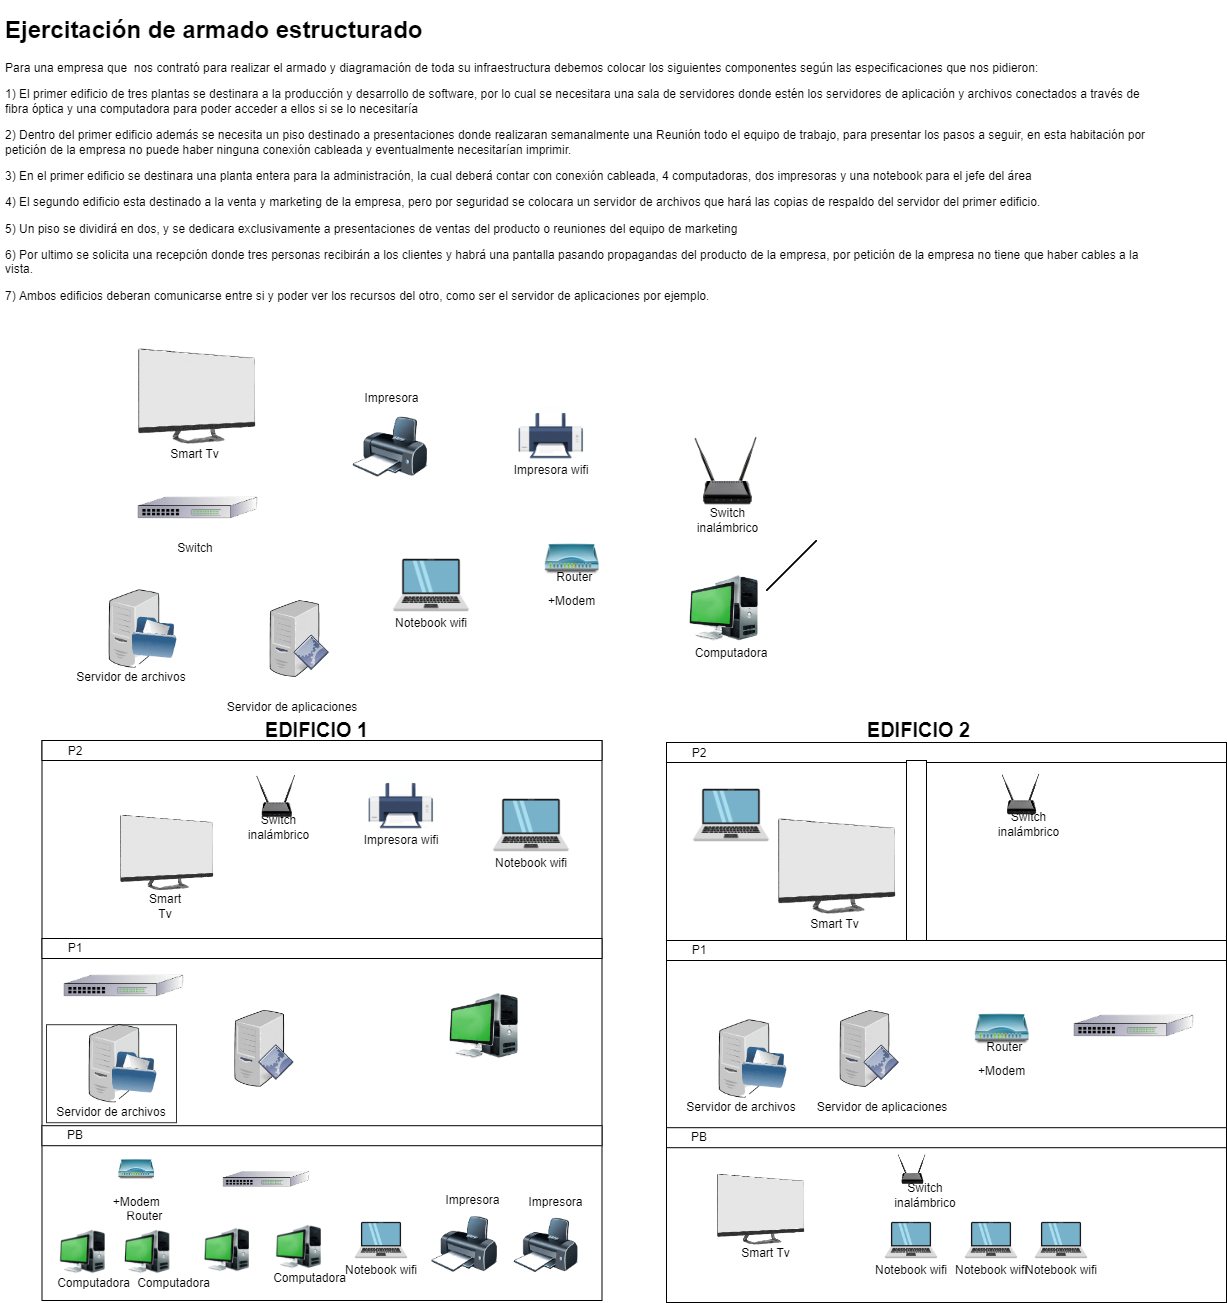 Ejercitación de armado estructurado
Para una empresa que  nos contrató para realizar el armado y diagramación de toda su infraestructura debemos colocar los siguientes componentes según las especificaciones que nos pidieron:
1) El primer edificio de tres plantas se destinara a la producción y desarrollo de software, por lo cual se necesitara una sala de servidores donde estén los servidores de aplicación y archivos conectados a través de
fibra óptica y una computadora para poder acceder a ellos si se lo necesitaría
2) Dentro del primer edificio además se necesita un piso destinado a presentaciones donde realizaran semanalmente una Reunión todo el equipo de trabajo, para presentar los pasos a seguir, en esta habitación por
petición de la empresa no puede haber ninguna conexión cableada y eventualmente necesitarían imprimir.
3) En el primer edificio se destinara una planta entera para la administración, la cual deberá contar con conexión cableada, 4 computadoras, dos impresoras y una notebook para el jefe del área
4) El segundo edificio esta destinado a la venta y marketing de la empresa, pero por seguridad se colocara un servidor de archivos que hará las copias de respaldo del servidor del primer edificio.
5) Un piso se dividirá en dos, y se dedicara exclusivamente a presentaciones de ventas del producto o reuniones del equipo de marketing
6) Por ultimo se solicita una recepción donde tres personas recibirán a los clientes y habrá una pantalla pasando propagandas del producto de la empresa, por petición de la empresa no tiene que haber cables a la
vista.
7) Ambos edificios deberan comunicarse entre si y poder ver los recursos del otro, como ser el servidor de aplicaciones por ejemplo.
Impresora
Smart Tv
Impresora wifi
Switch
inalámbrico
Switch
Router
+Modem
Notebook wifi
Computadora
Servidor de archivos
Servidor de aplicaciones
EDIFICIO 1
P2
Switch
inalámbrico
Impresora wifi
Notebook wifi
Smart
Tv
P1
Servidor de archivos
PB
+Modem
Router
Impresora
Impresora
Computadora
Computadora
Computadora
Notebook wifi
EDIFICIO 2
P2
Switch
inalámbrico
Smart Tv
P1
Router
+Modem
Servidor de archivos
Servidor de aplicaciones
PB
Switch
inalámbrico
Smart Tv
Notebook wifi
Notebook wifi
Notebook wifi